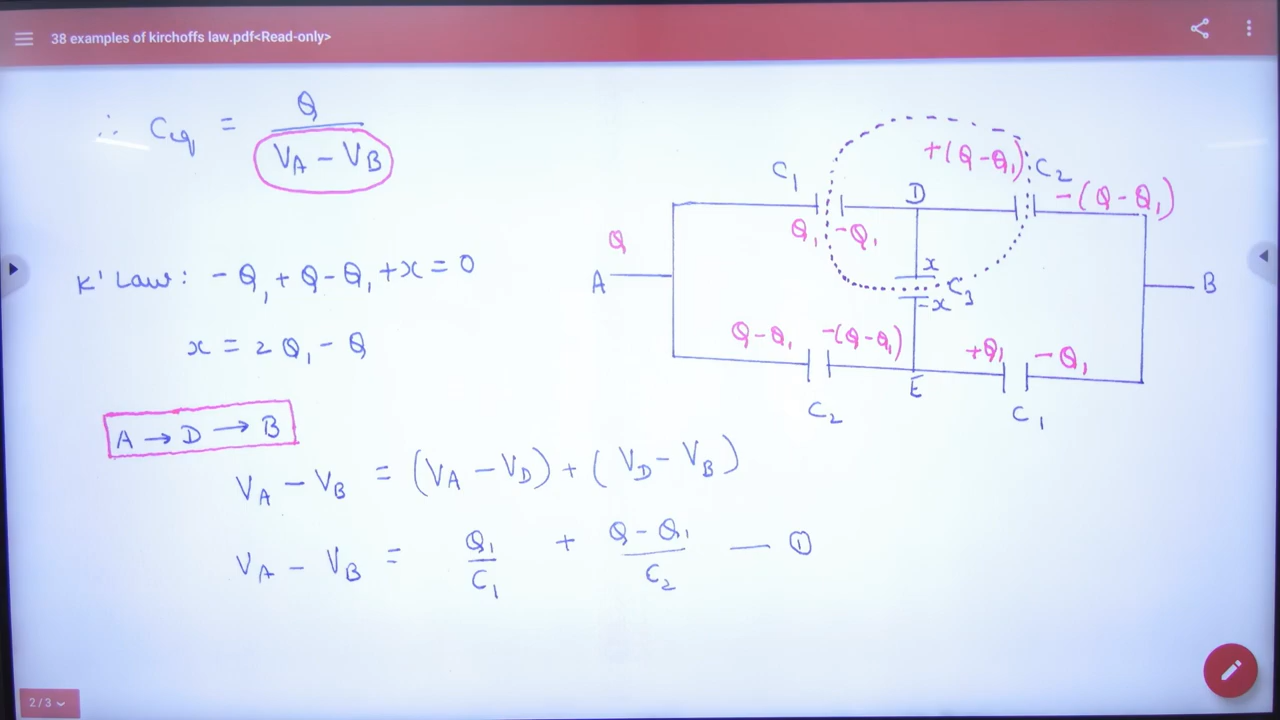 38 examples of kirchoffs law.pdf<Read-only>
∴ Ceq = Q / (VA − VB)
K' Law: − Q1 + Q − Q1 + x = 0
x = 2 Q1 − Q
A → D → B
VA − VB = (VA − VD) + (VD − VB)
VA − VB = Q1/C1 + (Q − Q1)/C2 — ①
C1
+(Q−Q1)
C2
−(Q−Q1)
D
Q
Q1
−Q1
A
x
C3
−x
B
Q−Q1
−(Q−Q1)
+Q1
−Q1
E
C2
C1
2/3